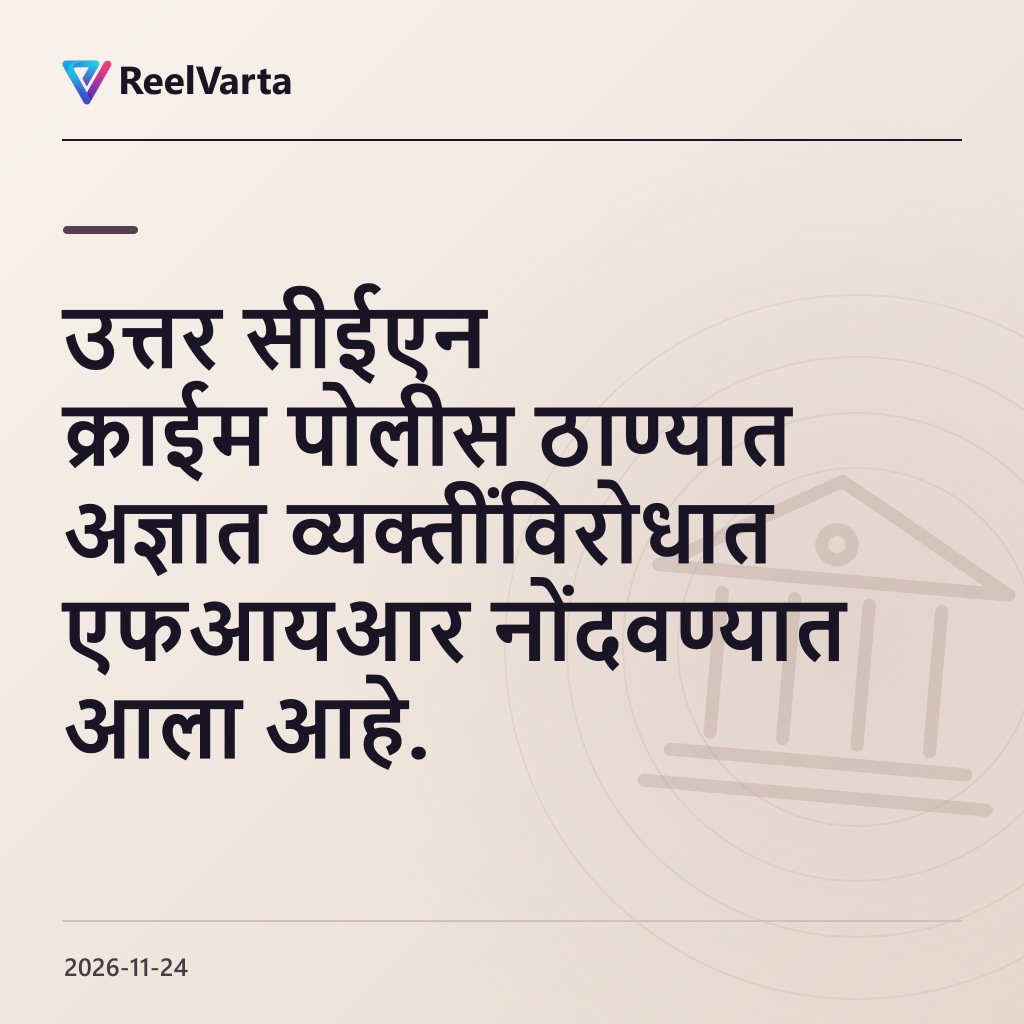 ReelVarta
उत्तर सीईएन
क्राईम पोलीस ठाण्यात
अज्ञात व्यक्तींविरोधात
एफआयआर नोंदवण्यात
आला आहे.
2026-11-24